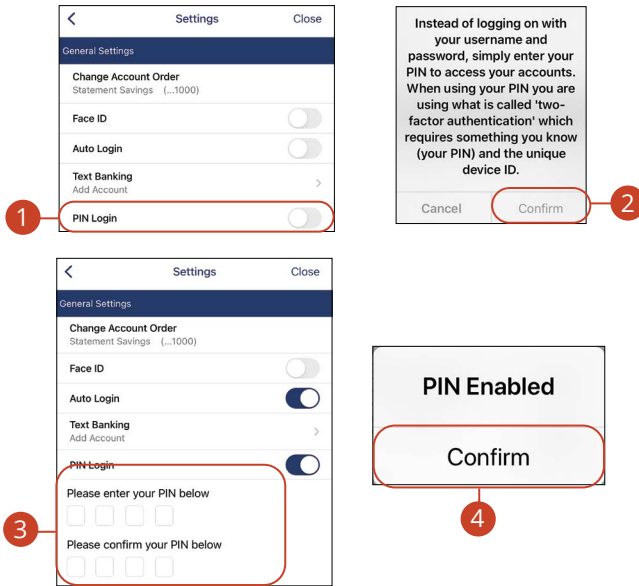 Settings
Close
General Settings
Change Account Order
Statement Savings (...1000)
Face ID
Auto Login
Text Banking
Add Account
PIN Login
1
Instead of logging on with
your username and
password, simply enter your
PIN to access your accounts.
When using your PIN you are
using what is called 'two-
factor authentication' which
requires something you know
(your PIN) and the unique
device ID.
Cancel
Confirm
2
Settings
Close
General Settings
Change Account Order
Statement Savings (...1000)
Face ID
Auto Login
Text Banking
Add Account
PIN Login
Please enter your PIN below
3
Please confirm your PIN below
PIN Enabled
Confirm
4